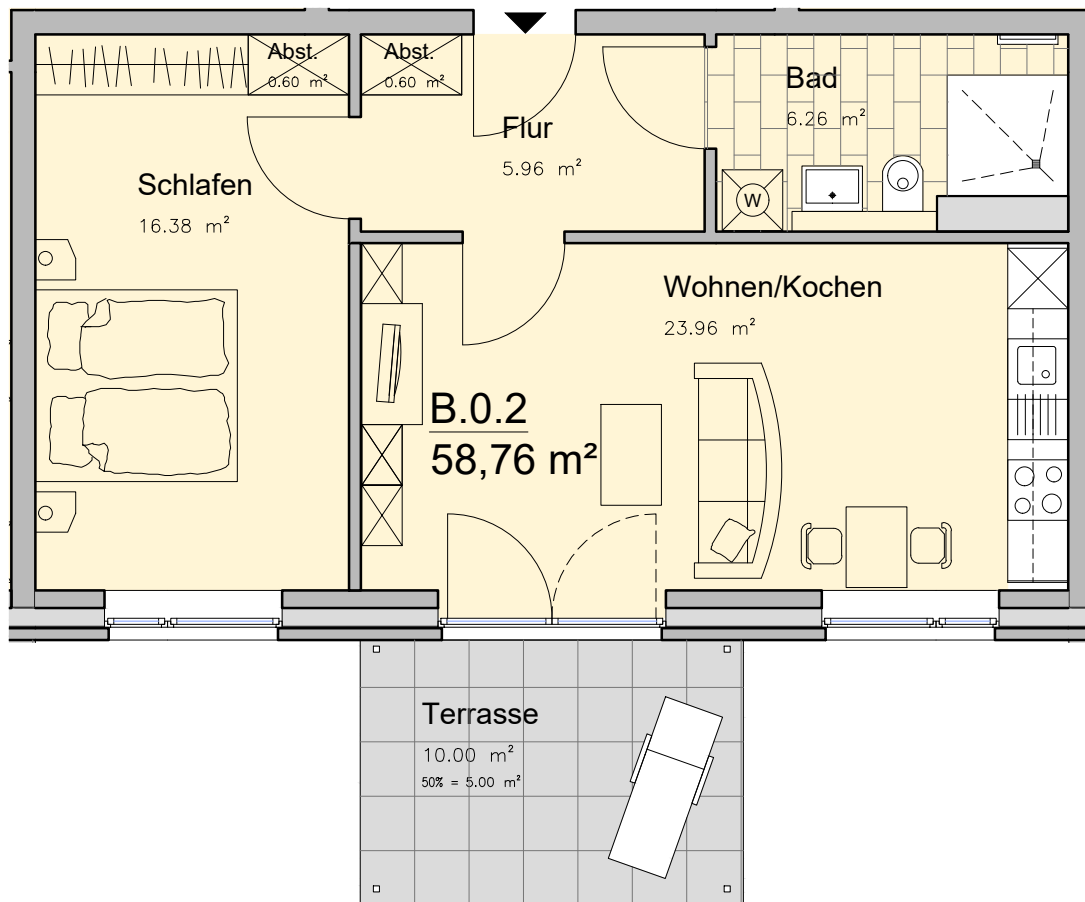 Abst.
0.60 m²
Abst.
0.60 m²
Flur
5.96 m²
Bad
6.26 m²
W
Schlafen
16.38 m²
Wohnen/Kochen
23.96 m²
B.0.2
58,76 m²
Terrasse
10.00 m²
50% = 5.00 m²